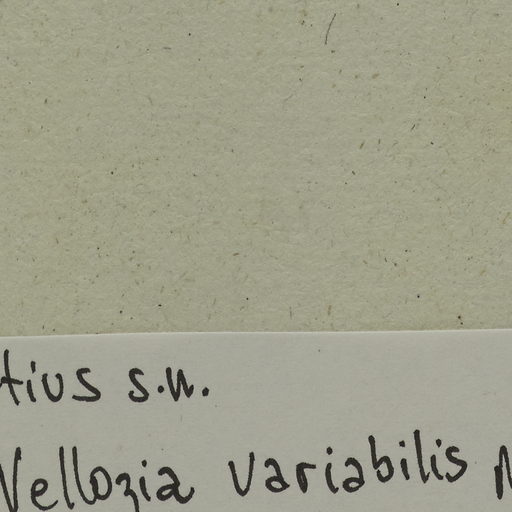 tius s.n.
Vellozia variabilis